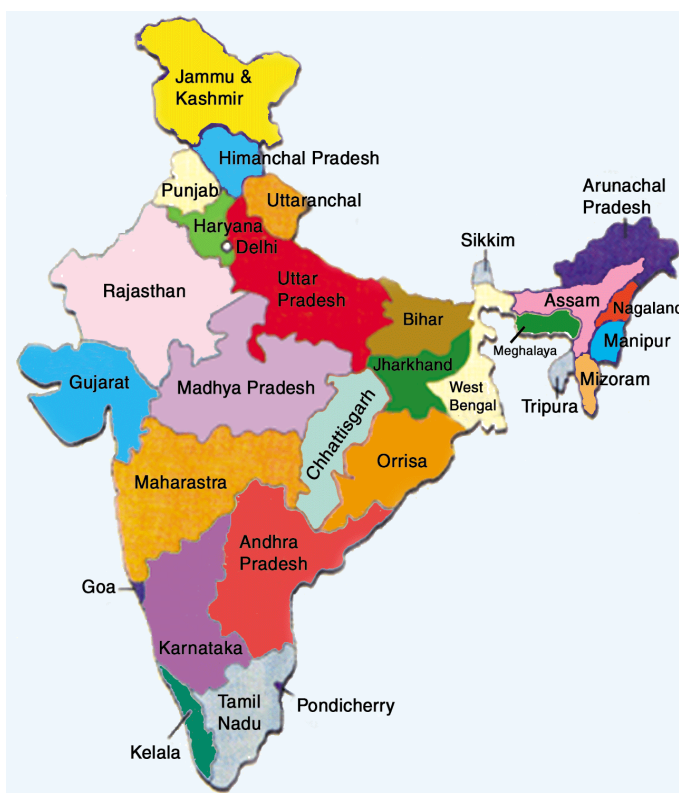 Jammu &
Kashmir
Himanchal Pradesh
Punjab
Uttaranchal
Arunachal
Pradesh
Haryana
Delhi
Sikkim
Rajasthan
Uttar
Pradesh
Assam
Nagaland
Bihar
Manipur
Meghalaya
Jharkhand
Gujarat
Madhya Pradesh
West
Bengal
Mizoram
Tripura
Chhattisgarh
Orrisa
Maharastra
Andhra
Pradesh
Goa
Karnataka
Tamil
Nadu
Pondicherry
Kelala